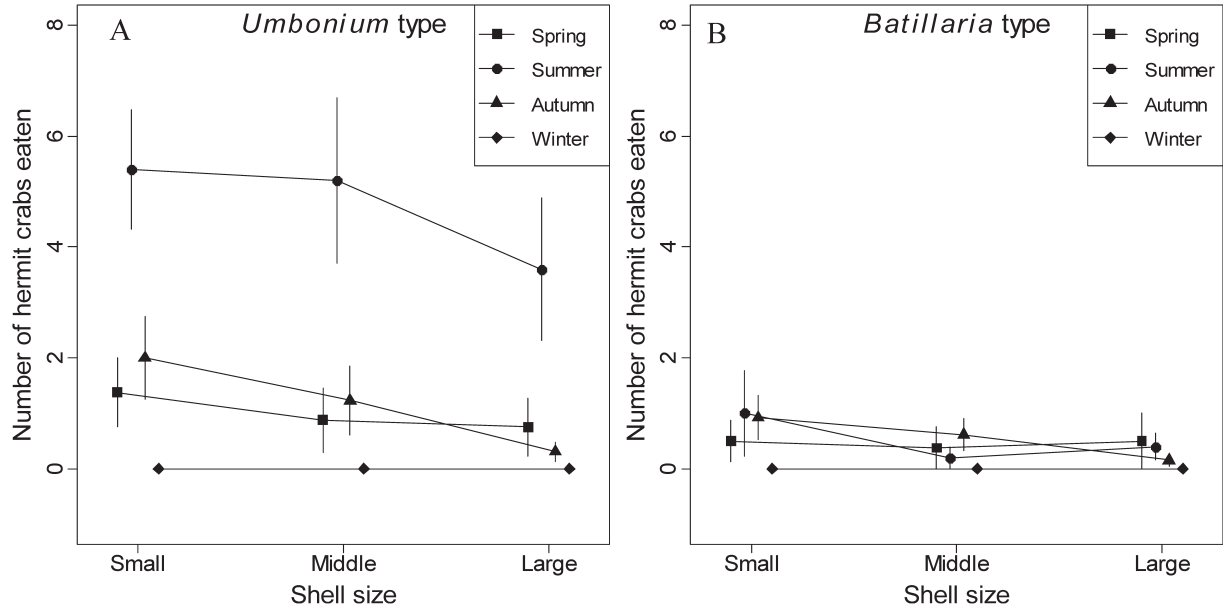 A
Umbonium type
Spring
Summer
Autumn
Winter
8
6
4
2
0
Number of hermit crabs eaten
Small
Middle
Large
Shell size
B
Batillaria type
Spring
Summer
Autumn
Winter
8
6
4
2
0
Number of hermit crabs eaten
Small
Middle
Large
Shell size